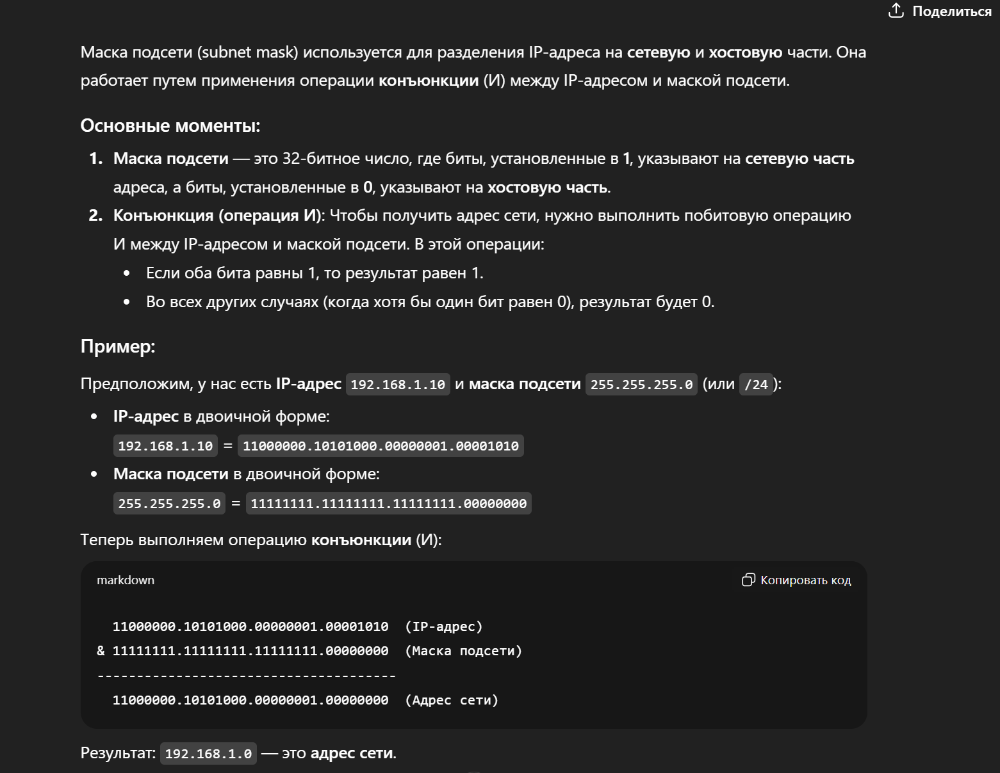 Поделиться
Маска подсети (subnet mask) используется для разделения IP-адреса на сетевую и хостовую части. Она
работает путем применения операции конъюнкции (И) между IP-адресом и маской подсети.
Основные моменты:
1. Маска подсети — это 32-битное число, где биты, установленные в 1, указывают на сетевую часть
адреса, а биты, установленные в 0, указывают на хостовую часть.
2. Конъюнкция (операция И): Чтобы получить адрес сети, нужно выполнить побитовую операцию
И между IP-адресом и маской подсети. В этой операции:
• Если оба бита равны 1, то результат равен 1.
• Во всех других случаях (когда хотя бы один бит равен 0), результат будет 0.
Пример:
Предположим, у нас есть IP-адрес 192.168.1.10 и маска подсети 255.255.255.0 (или /24):
• IP-адрес в двоичной форме:
192.168.1.10 = 11000000.10101000.00000001.00001010
• Маска подсети в двоичной форме:
255.255.255.0 = 11111111.11111111.11111111.00000000
Теперь выполняем операцию конъюнкции (И):
markdown
Копировать код
11000000.10101000.00000001.00001010 (IP-адрес)
& 11111111.11111111.11111111.00000000 (Маска подсети)
--------------------------------------
11000000.10101000.00000001.00000000 (Адрес сети)
Результат: 192.168.1.0 — это адрес сети.